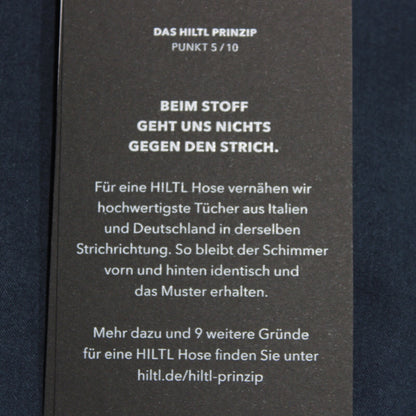 DAS HILTL PRINZIP
PUNKT 5 / 10
BEIM STOFF
GEHT UNS NICHTS
GEGEN DEN STRICH.
Für eine HILTL Hose vernähen wir
hochwertigste Tücher aus Italien
und Deutschland in derselben
Strichrichtung. So bleibt der Schimmer
vorn und hinten identisch und
das Muster erhalten.
Mehr dazu und 9 weitere Gründe
für eine HILTL Hose finden Sie unter
hiltl.de/hiltl-prinzip